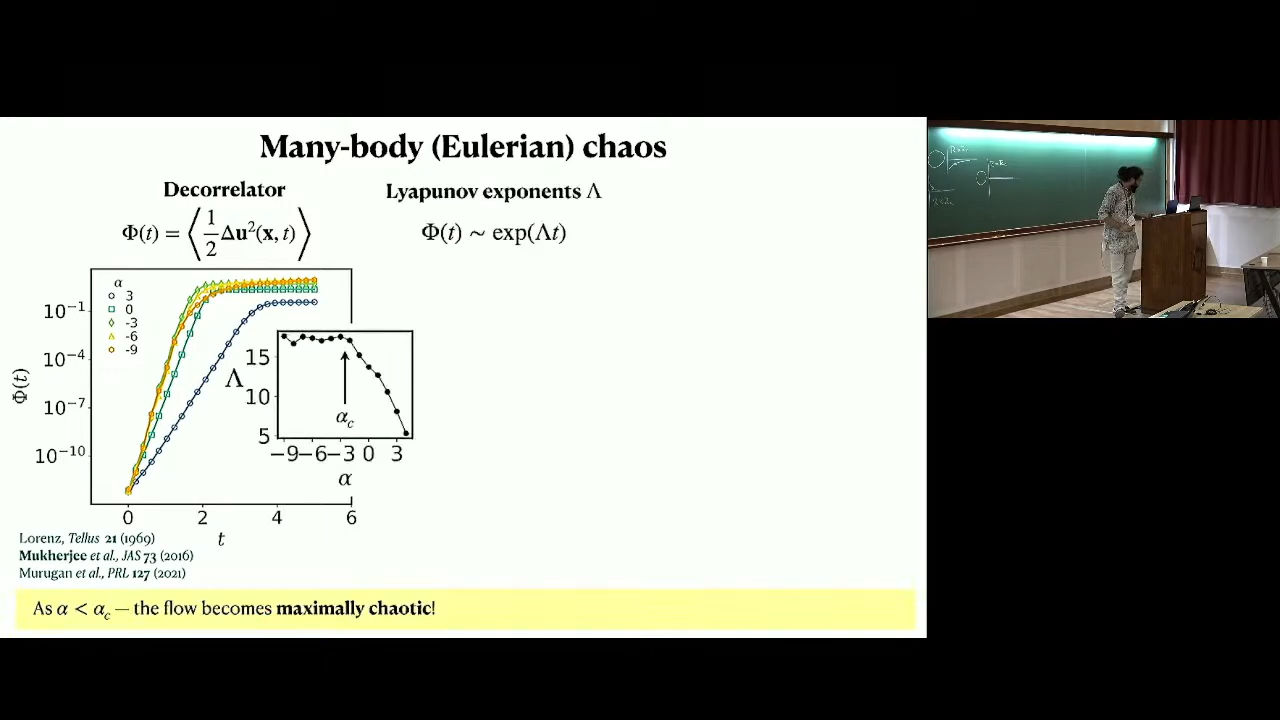 Many-body (Eulerian) chaos
Decorrelator
Lyapunov exponents Λ
Φ(t) = ⟨ 1/2 Δu²(x, t) ⟩
Φ(t) ∼ exp(Λt)
α
3
0
-3
-6
-9
10⁻¹
10⁻⁴
10⁻⁷
10⁻¹⁰
Φ(t)
0 2 4 6
t
Λ
15
10
5
α_c
−9−6−3 0 3
α
Lorenz, Tellus 21 (1969)
Mukherjee et al., JAS 73 (2016)
Murugan et al., PRL 127 (2021)
As α < α_c — the flow becomes maximally chaotic!